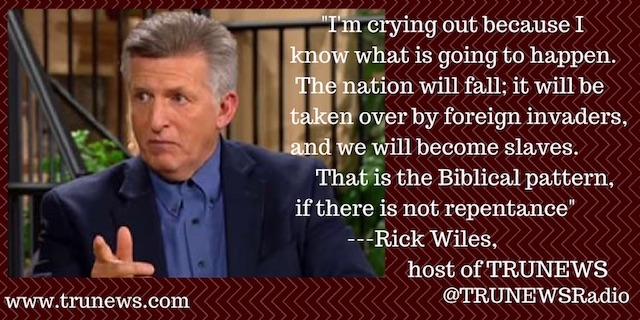 "I'm crying out because I
know what is going to happen.
The nation will fall; it will be
taken over by foreign invaders,
and we will become slaves.
That is the Biblical pattern,
if there is not repentance"
---Rick Wiles,
host of TRUNEWS
www.trunews.com
@TRUNEWSRadio